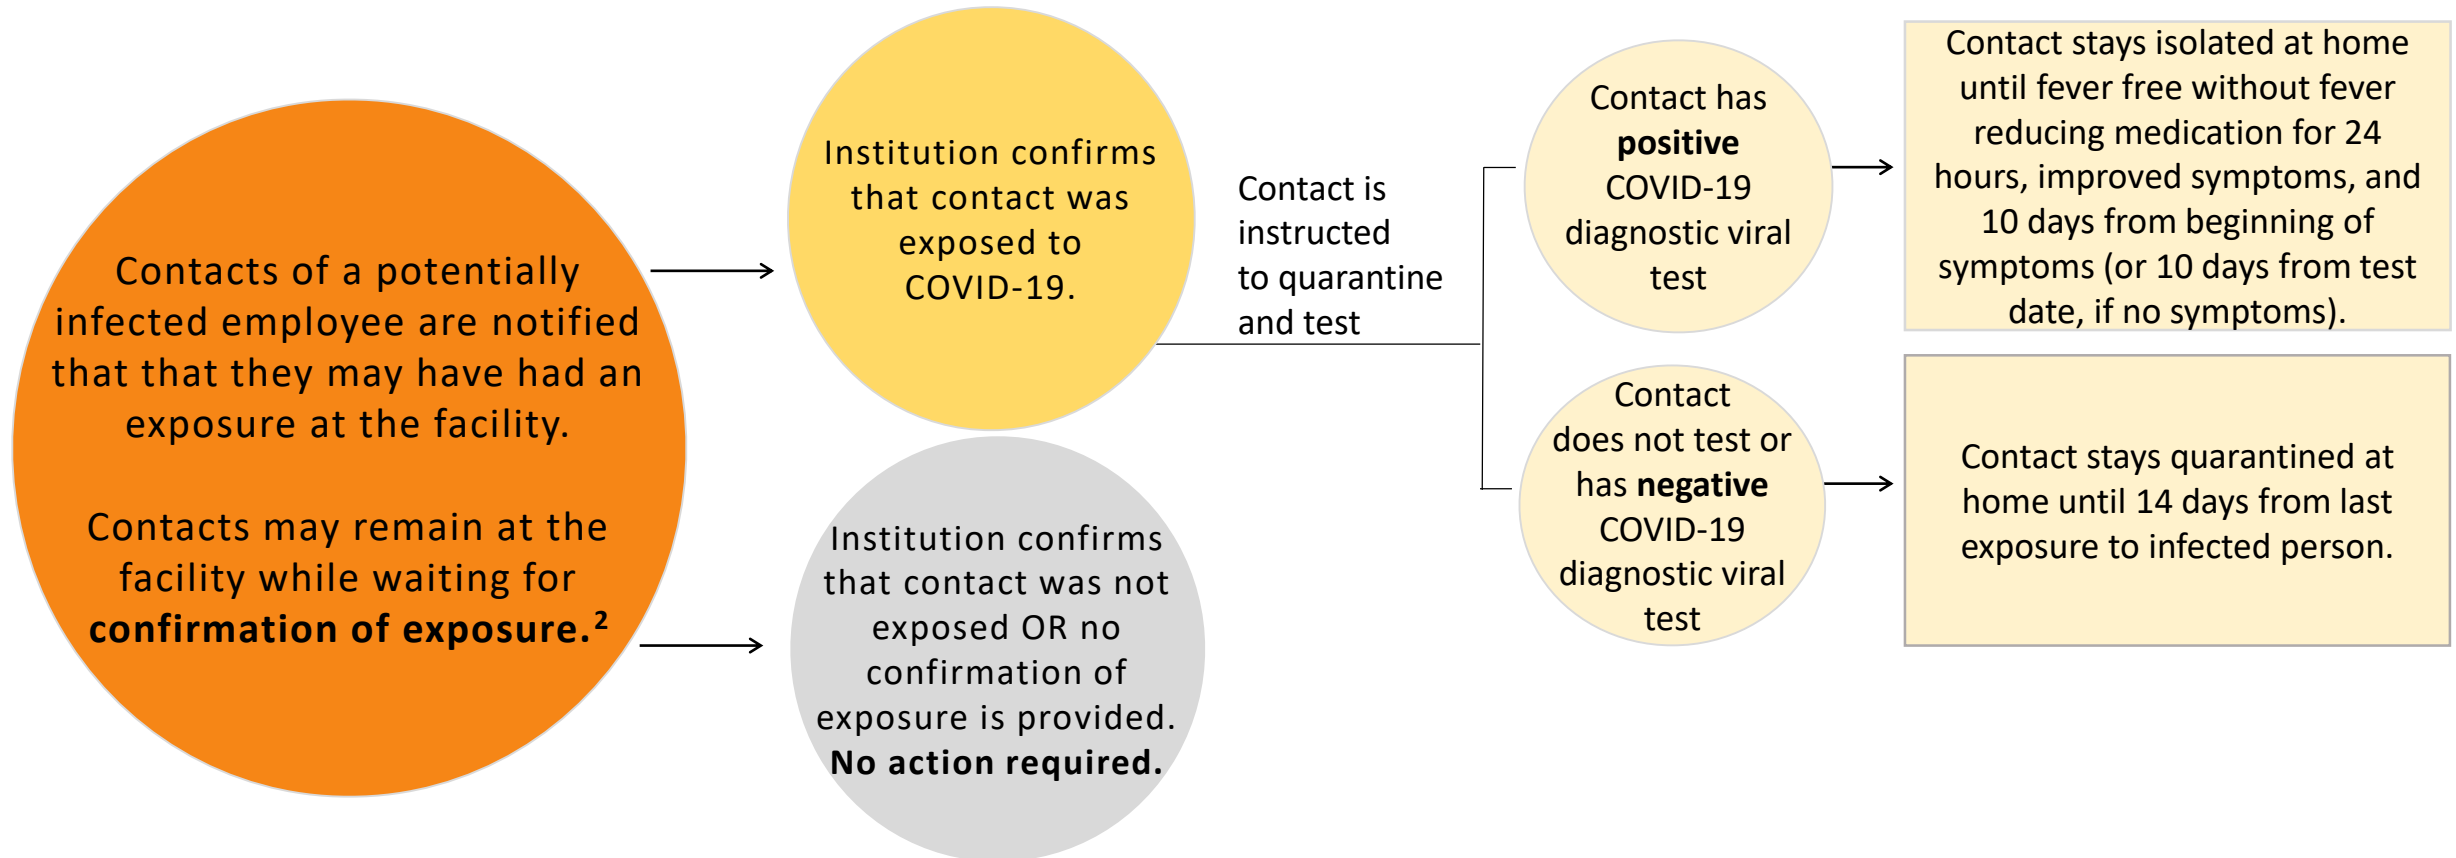 Contacts of a potentially
infected employee are notified
that that they may have had an
exposure at the facility.
Contacts may remain at the
facility while waiting for
confirmation of exposure.²
Institution confirms
that contact was
exposed to
COVID-19.
Institution confirms
that contact was not
exposed OR no
confirmation of
exposure is provided.
No action required.
Contact is
instructed
to quarantine
and test
Contact has
positive
COVID-19
diagnostic viral
test
Contact
does not test or
has negative
COVID-19
diagnostic viral
test
Contact stays isolated at home
until fever free without fever
reducing medication for 24
hours, improved symptoms, and
10 days from beginning of
symptoms (or 10 days from test
date, if no symptoms).
Contact stays quarantined at
home until 14 days from last
exposure to infected person.